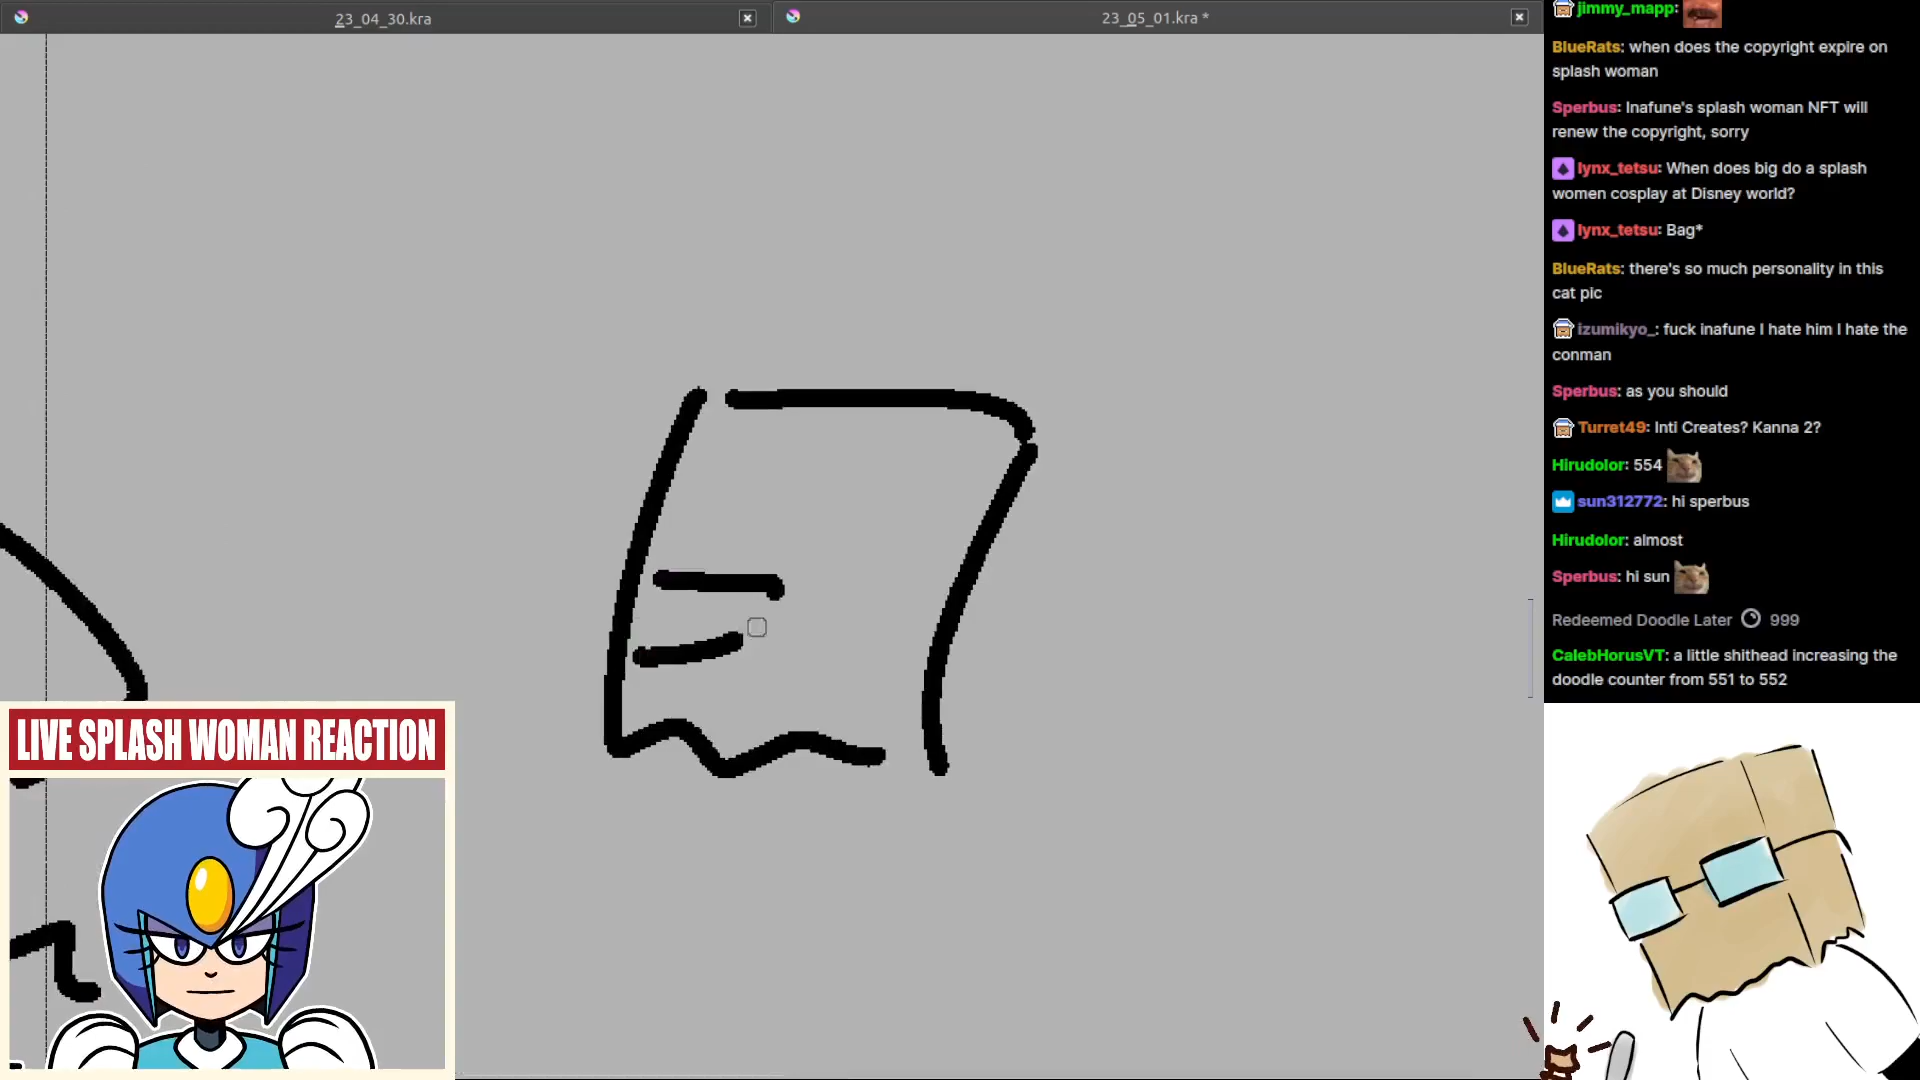 23_04_30.kra
23_05_01.kra *
jimmy_mapp:
BlueRats: when does the copyright expire on
splash woman
Sperbus: Inafune's splash woman NFT will
renew the copyright, sorry
lynx_tetsu: When does big do a splash
women cosplay at Disney world?
lynx_tetsu: Bag*
BlueRats: there's so much personality in this
cat pic
izumikyo_: fuck inafune I hate him I hate the
conman
Sperbus: as you should
Turret49: Inti Creates? Kanna 2?
Hirudolor: 554
sun312772: hi sperbus
Hirudolor: almost
Sperbus: hi sun
Redeemed Doodle Later 999
CalebHorusVT: a little shithead increasing the
doodle counter from 551 to 552
LIVE SPLASH WOMAN REACTION